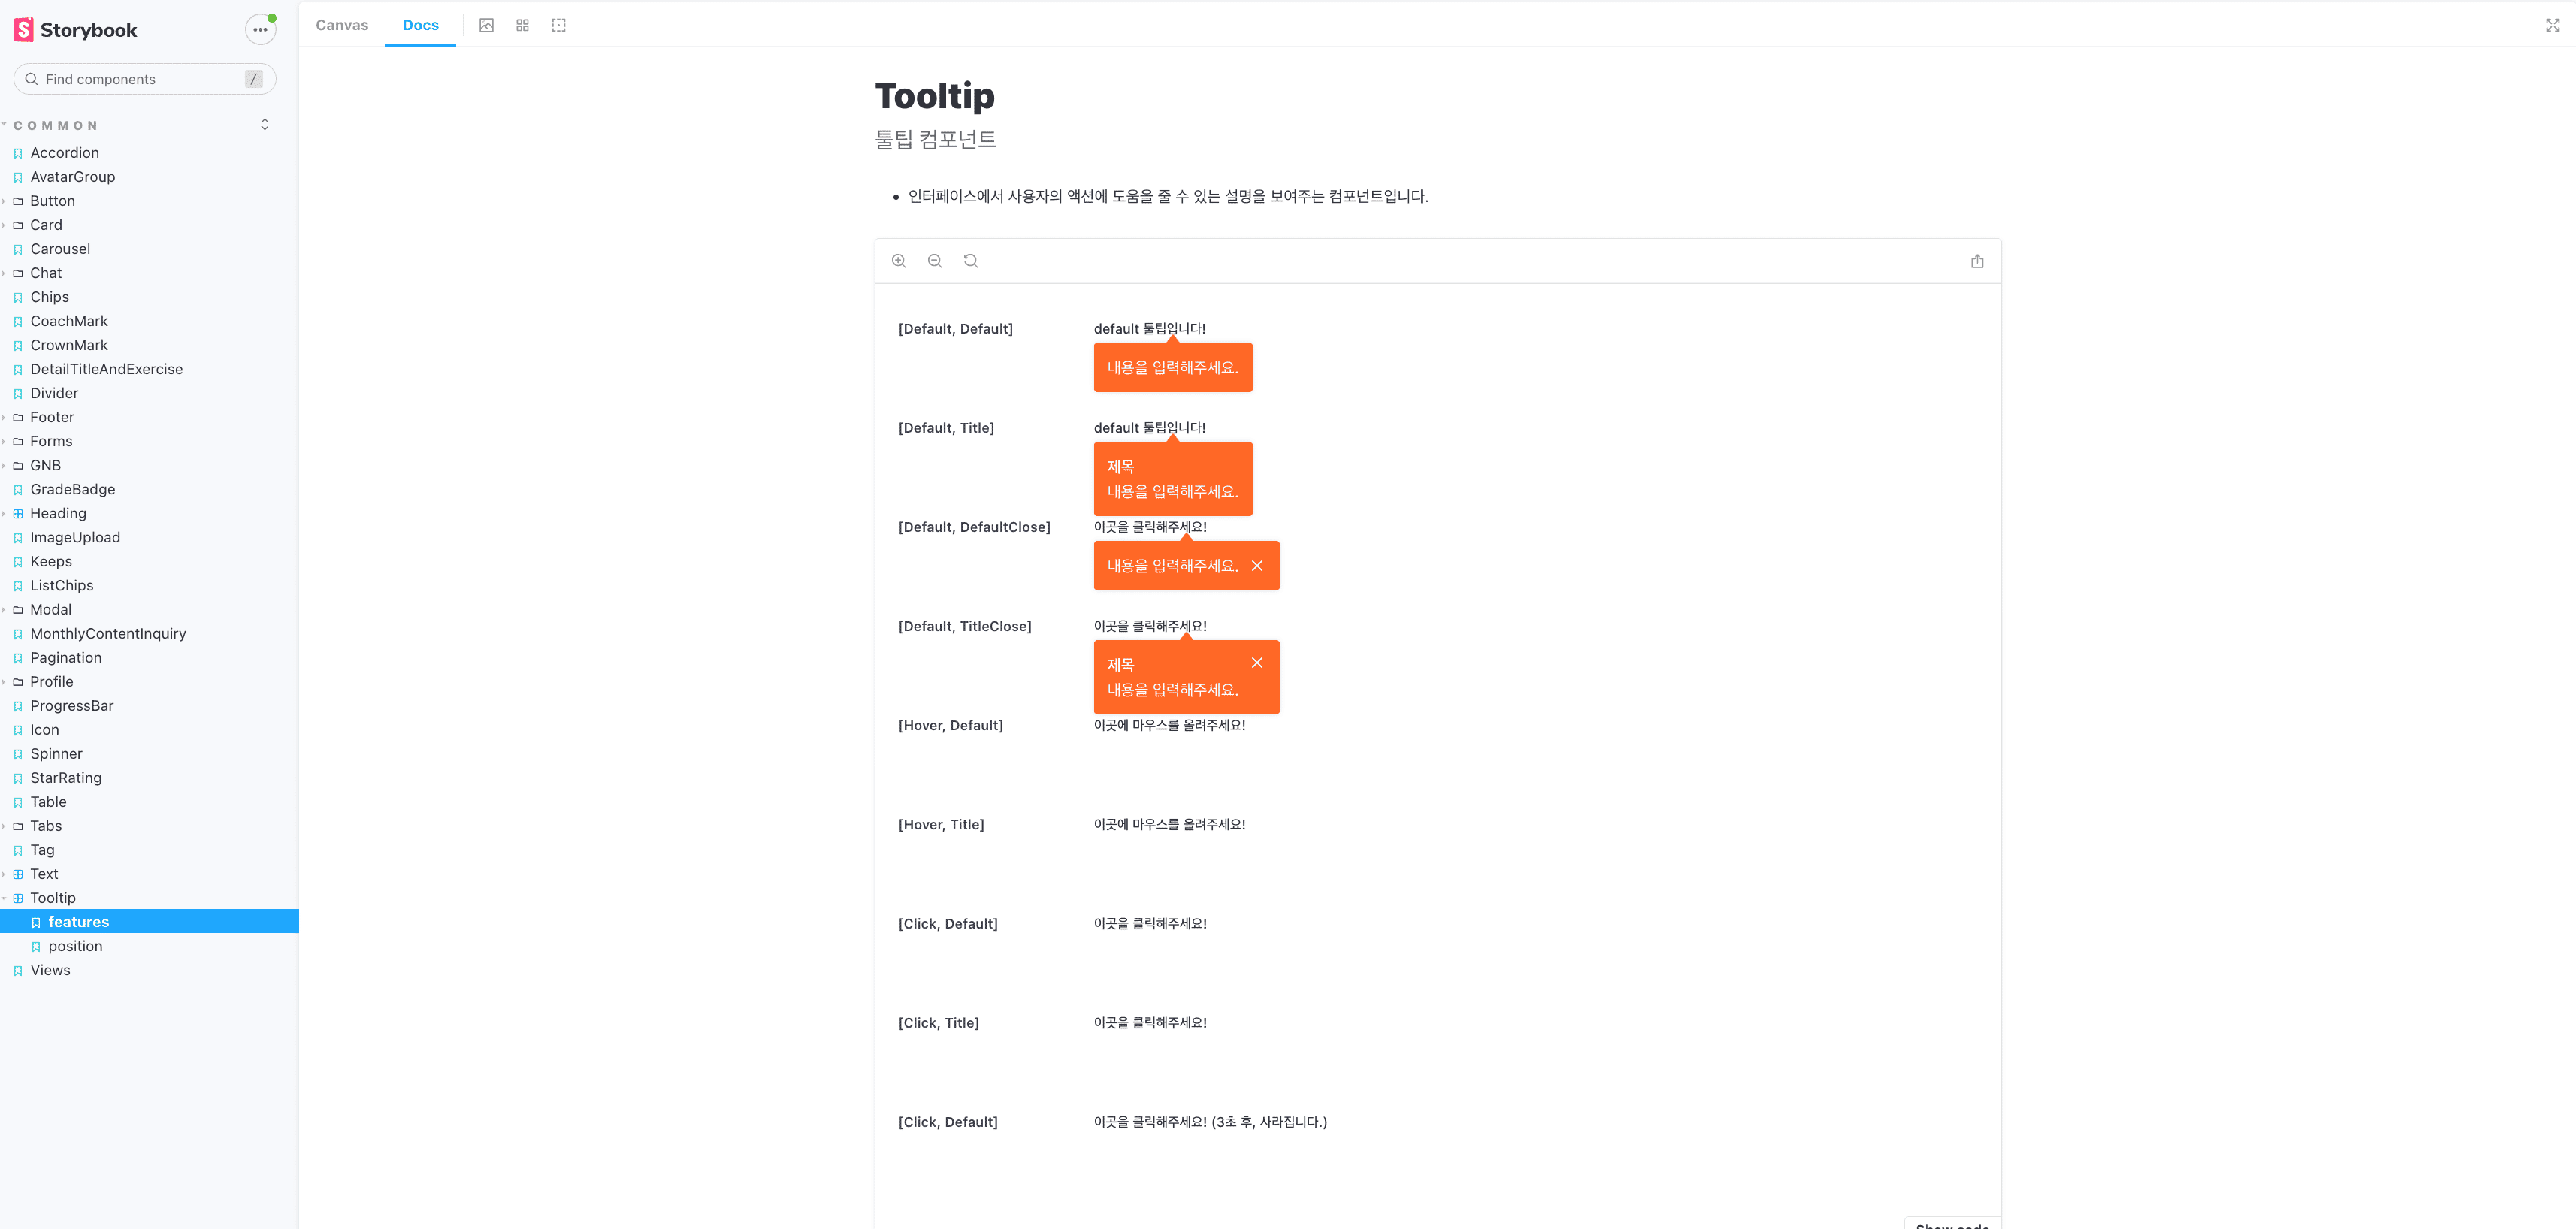 Storybook
Find components
/
COMMON
Accordion
AvatarGroup
Button
Card
Carousel
Chat
Chips
CoachMark
CrownMark
DetailTitleAndExercise
Divider
Footer
Forms
GNB
GradeBadge
Heading
ImageUpload
Keeps
ListChips
Modal
MonthlyContentInquiry
Pagination
Profile
ProgressBar
Icon
Spinner
StarRating
Table
Tabs
Tag
Text
Tooltip
features
position
Views
Canvas
Docs
Tooltip
툴팁 컴포넌트
인터페이스에서 사용자의 액션에 도움을 줄 수 있는 설명을 보여주는 컴포넌트입니다.
[Default, Default]
default 툴팁입니다!
내용을 입력해주세요.
[Default, Title]
default 툴팁입니다!
제목
내용을 입력해주세요.
[Default, DefaultClose]
이곳을 클릭해주세요!
내용을 입력해주세요.
[Default, TitleClose]
이곳을 클릭해주세요!
제목
내용을 입력해주세요.
[Hover, Default]
이곳에 마우스를 올려주세요!
[Hover, Title]
이곳에 마우스를 올려주세요!
[Click, Default]
이곳을 클릭해주세요!
[Click, Title]
이곳을 클릭해주세요!
[Click, Default]
이곳을 클릭해주세요! (3초 후, 사라집니다.)
Show code